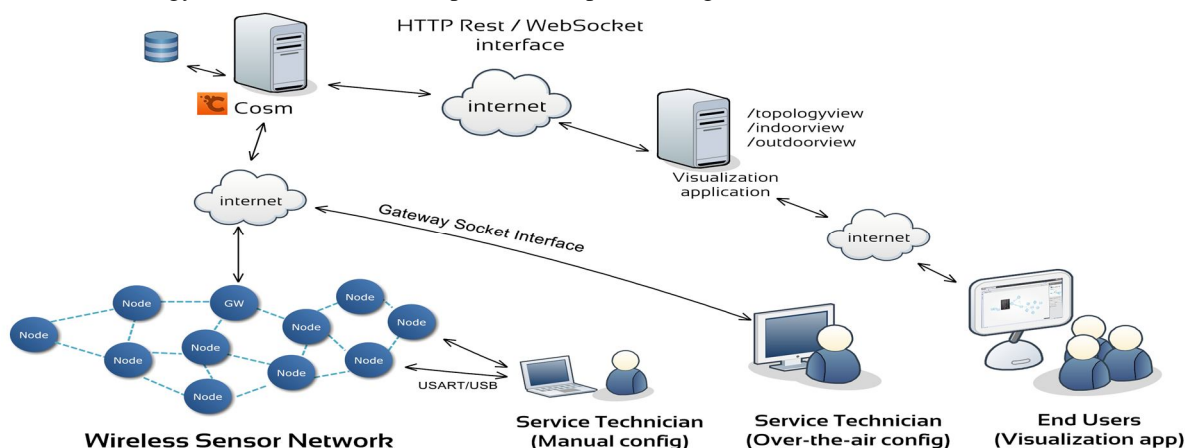 HTTP Rest / WebSocket
interface
Cosm
internet
/topologyview
/indoorview
/outdoorview
Visualization
application
internet
Gateway Socket Interface
internet
Node
Node
GW
Node
Node
Node
Node
Node
Node
Node
Node
USART/USB
Wireless Sensor Network
Service Technician
(Manual config)
Service Technician
(Over-the-air config)
End Users
(Visualization app)